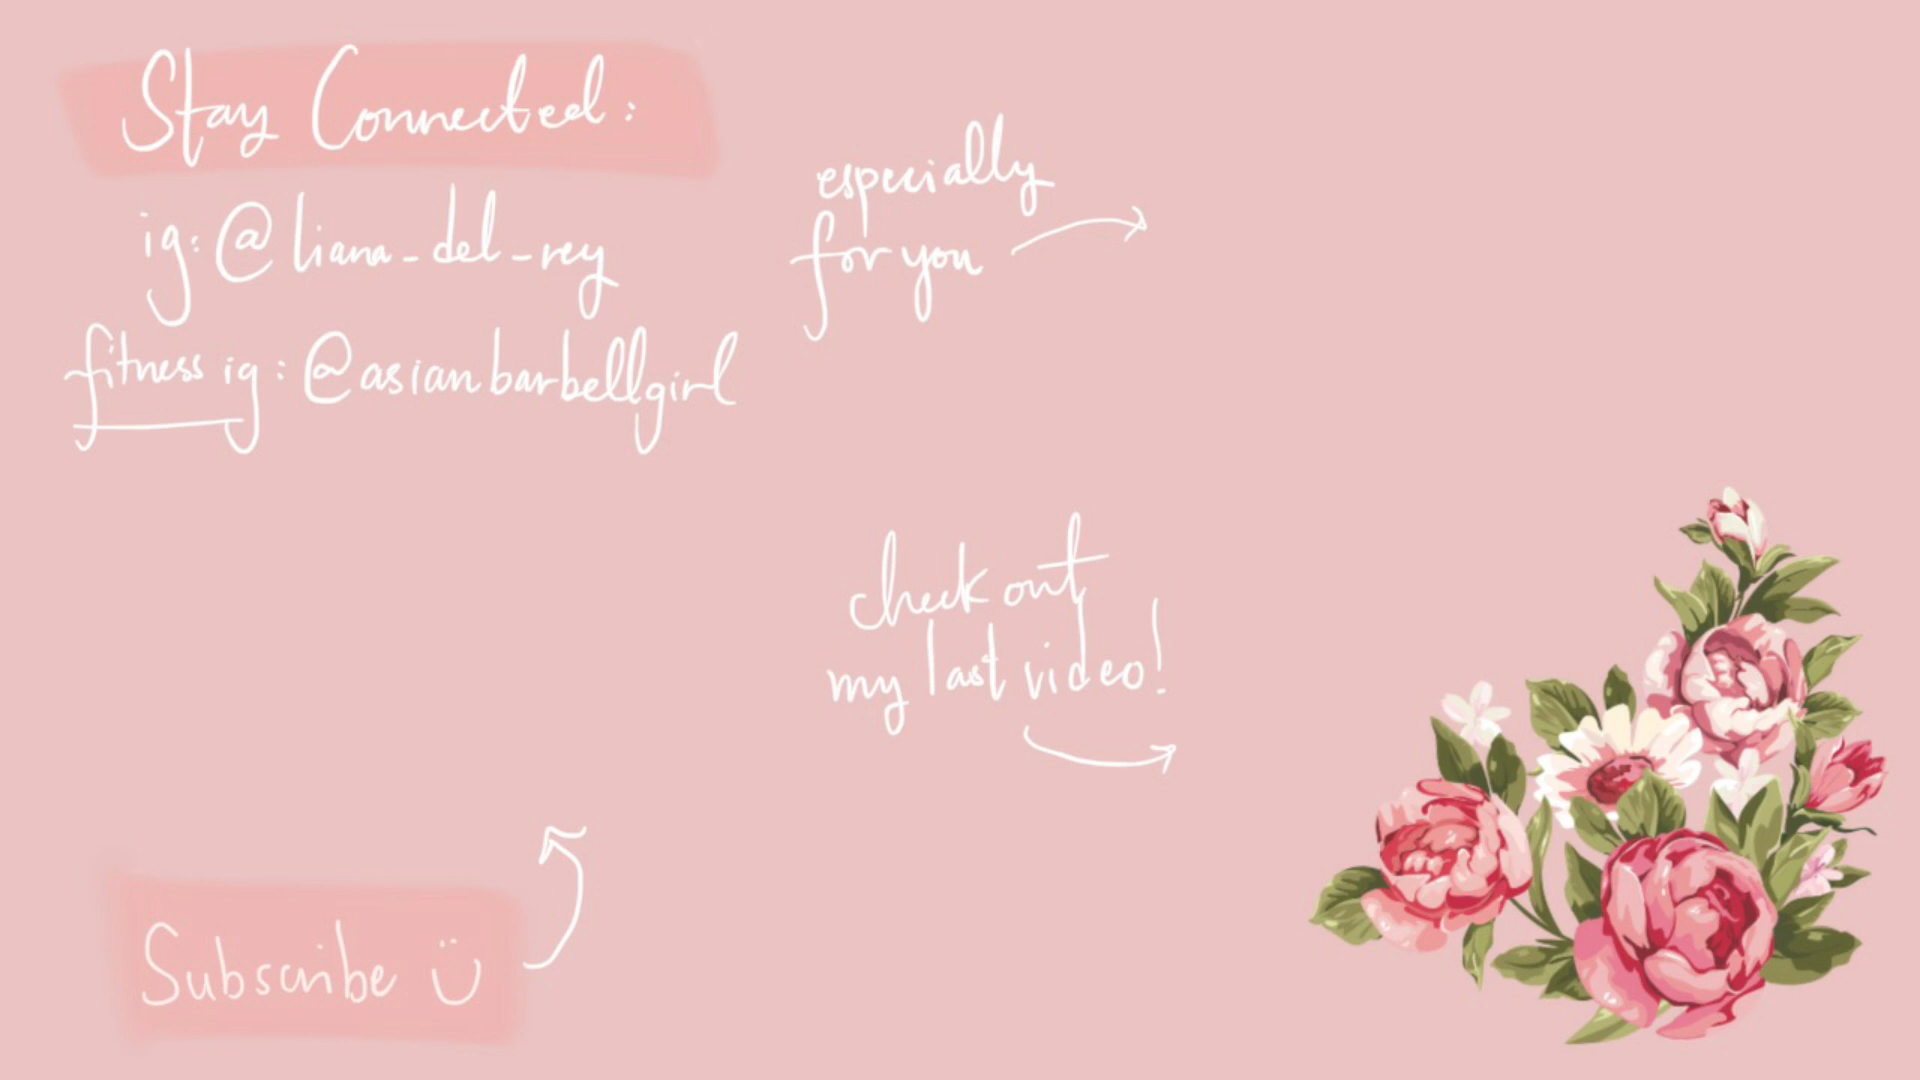 Stay Connected:
ig: @liana_del_rey
fitness ig: @asianbarbellgirl
especially
for you
check out
my last video!
Subscribe